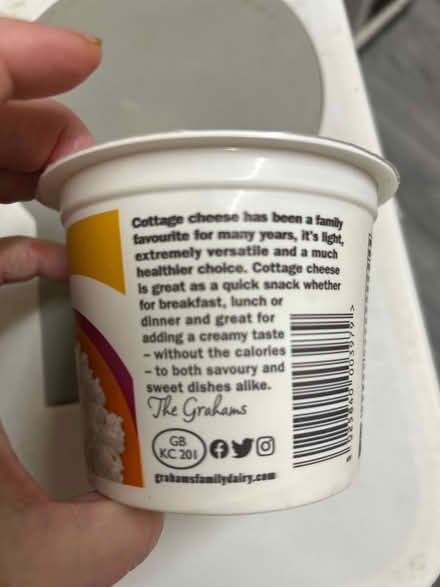 Cottage cheese has been a family
favourite for many years, it's light,
extremely versatile and a much
healthier choice. Cottage cheese
is great as a quick snack whether
for breakfast, lunch or
dinner and great for
adding a creamy taste
– without the calories
– to both savoury and
sweet dishes alike.
The Grahams
GB
KC 201
grahamsfamilydairy.com